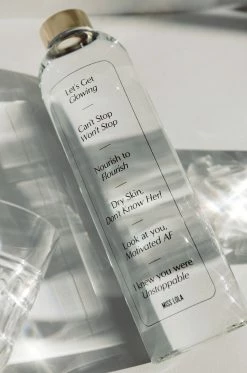 Let's Get
Glowing
Can't Stop
Won't Stop
Nourish to
flourish
Dry Skin,
Don't Know Her!
Look at you,
Motivated AF
I knew you were
Unstoppable
MISS LOLA